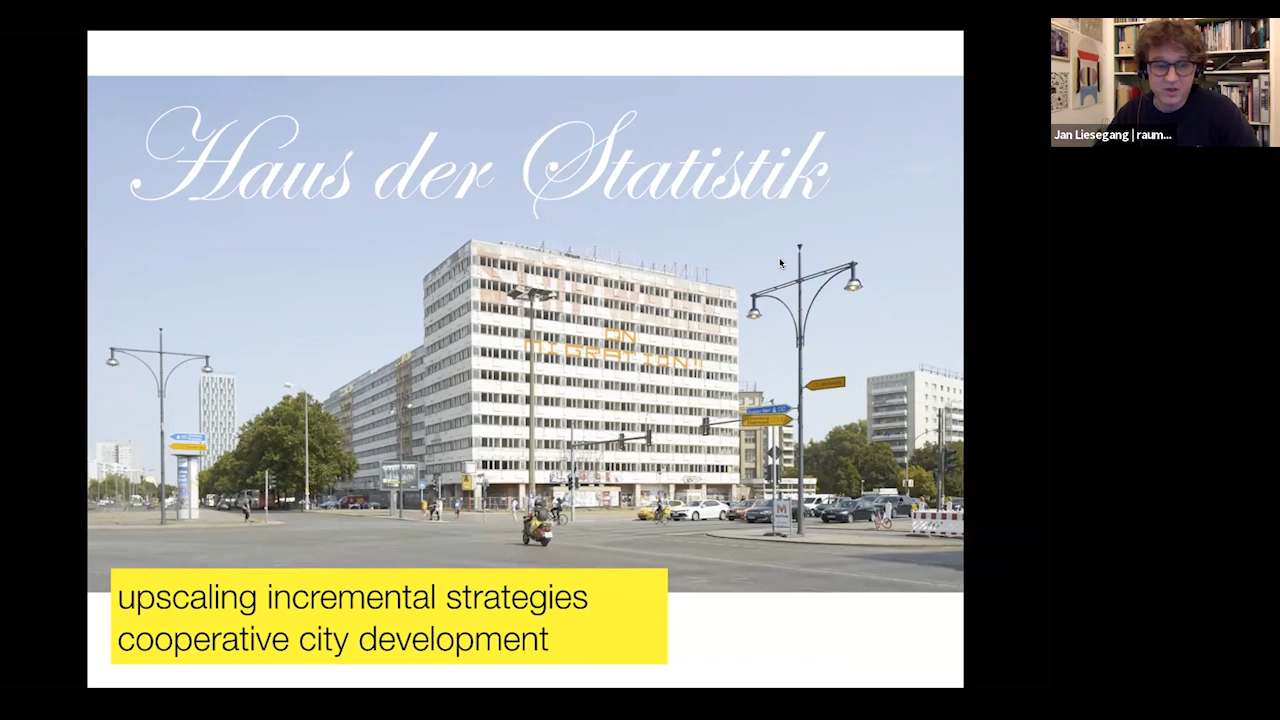 Haus der Statistik
ON
MIGRATION!!
upscaling incremental strategies
cooperative city development
Jan Liesegang | raum...